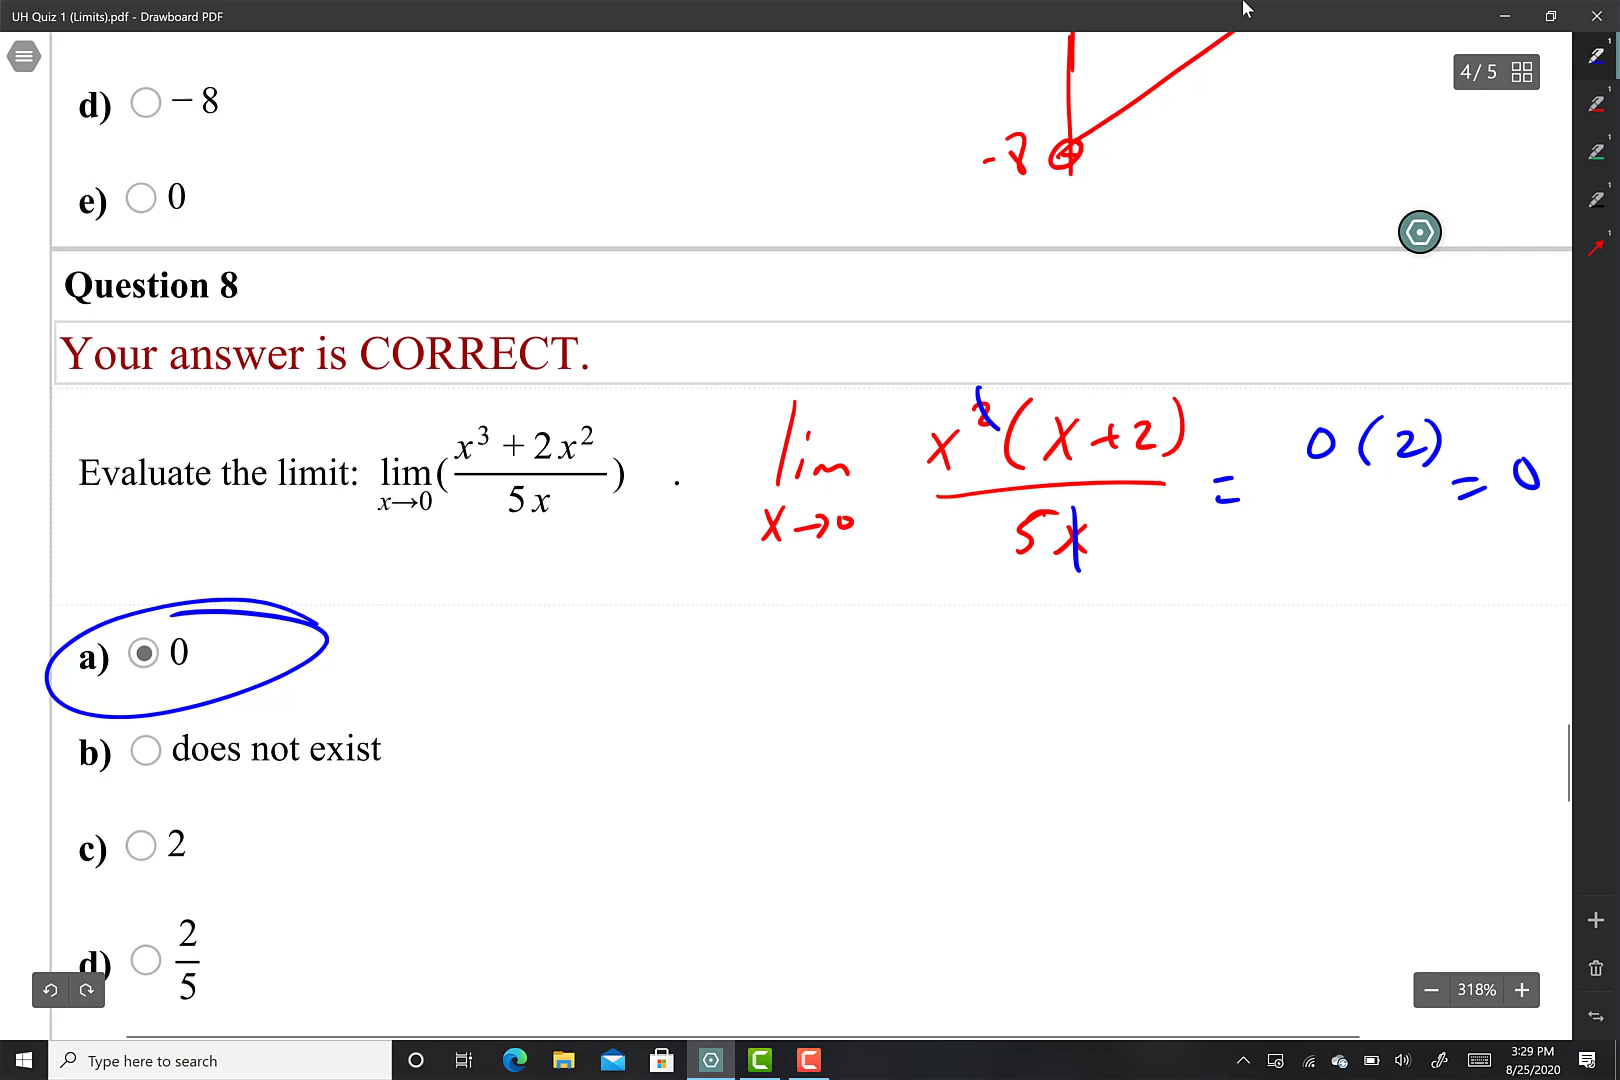 UH Quiz 1 (Limits).pdf - Drawboard PDF
4 / 5
d) − 8
-8
e) 0
Question 8
Your answer is CORRECT.
Evaluate the limit: lim x→0 ( x³ + 2x² / 5x ) .
lim x→0 x² (x+2) / 5x = 0 (2) = 0
a) 0
b) does not exist
c) 2
d) 2/5
318%
Type here to search
3:29 PM
8/25/2020